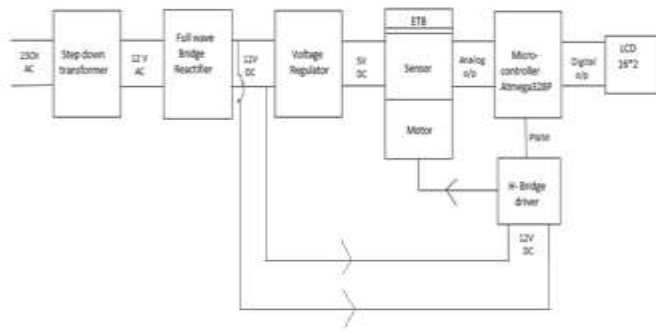 230V
AC
Step down
transformer
12 V
AC
Full wave
Bridge
Reactifier
12V
DC
Voltage
Regulator
5V
DC
ETB
Sensor
Motor
Analog
o/p
Micro-
controller
Atmega328P
Digital
o/p
LCD
16*2
PWM
H- Bridge
driver
12V
DC